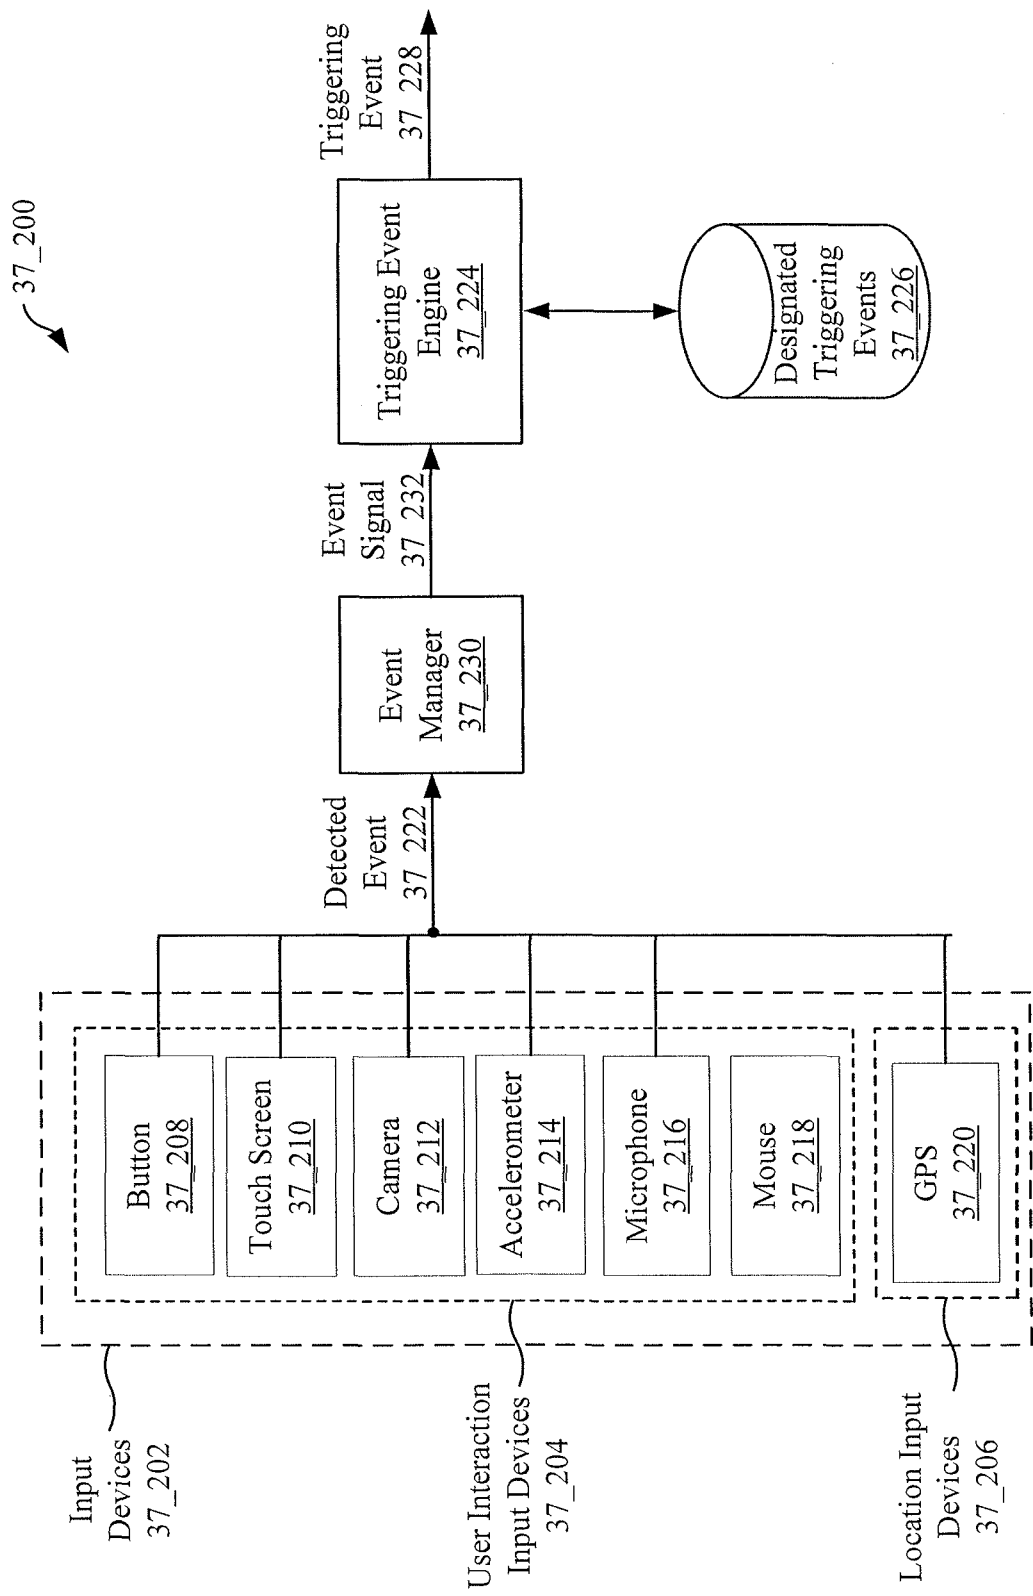 37_200
Input
Devices
37_202
User Interaction
Input Devices
37_204
Location Input
Devices
37_206
Button
37_208
Touch Screen
37_210
Camera
37_212
Accelerometer
37_214
Microphone
37_216
Mouse
37_218
GPS
37_220
Detected
Event
37_222
Event
Manager
37_230
Event
Signal
37_232
Triggering Event
Engine
37_224
Triggering
Event
37_228
Designated
Triggering
Events
37_226